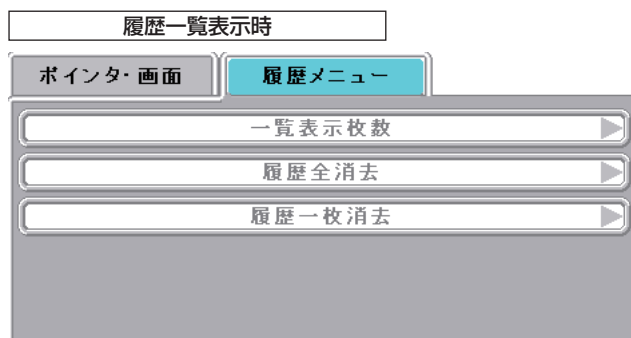 履歴一覧表示時
ポインタ・画面 履歴メニュー
一覧表示枚数
履歴全消去
履歴一枚消去